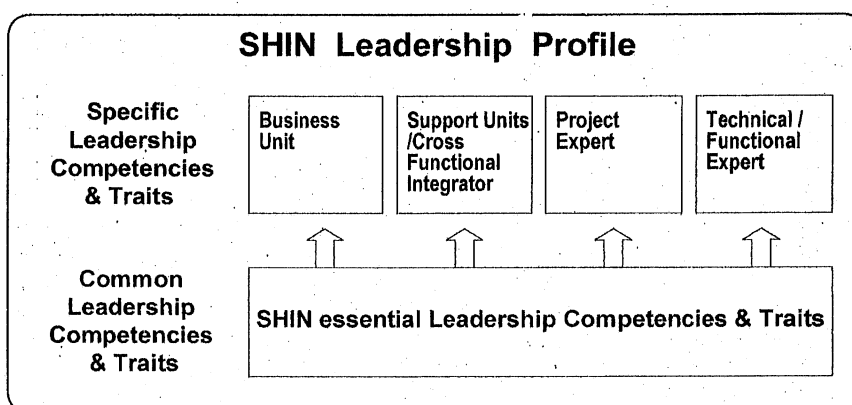 SHIN Leadership Profile
Specific
Leadership
Competencies
& Traits
Business
Unit
Support Units
/Cross
Functional
Integrator
Project
Expert
Technical /
Functional
Expert
Common
Leadership
Competencies
& Traits
SHIN essential Leadership Competencies & Traits